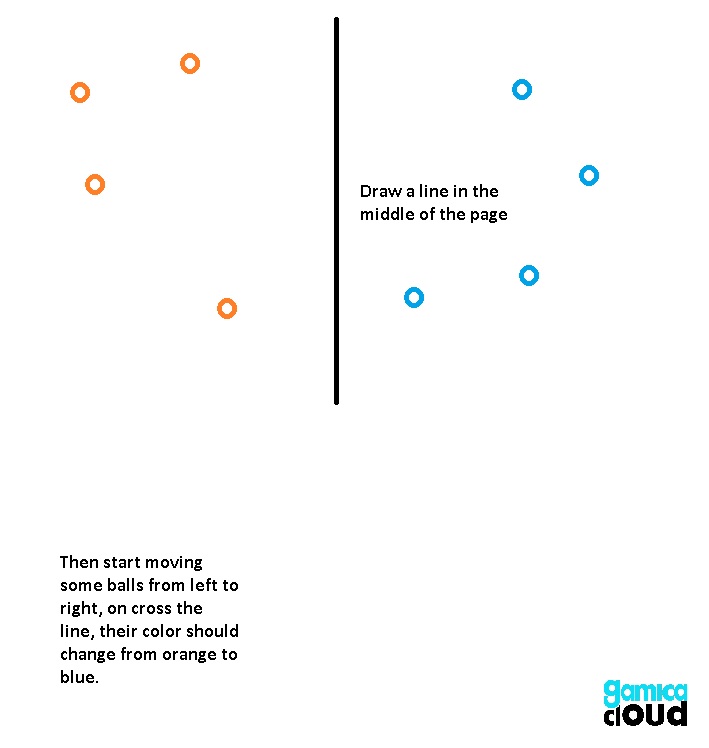 Draw a line in the
middle of the page
Then start moving
some balls from left to
right, on cross the
line, their color should
change from orange to
blue.
gamica
cloud